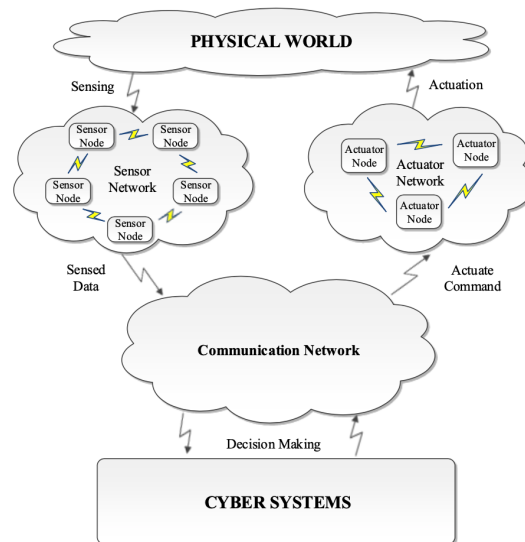 PHYSICAL WORLD
Sensing
Actuation
Sensor
Node
Sensor
Node
Sensor
Network
Sensor
Node
Sensor
Node
Sensor
Node
Actuator
Node
Actuator
Node
Actuator
Network
Actuator
Node
Sensed
Data
Actuate
Command
Communication Network
Decision Making
CYBER SYSTEMS